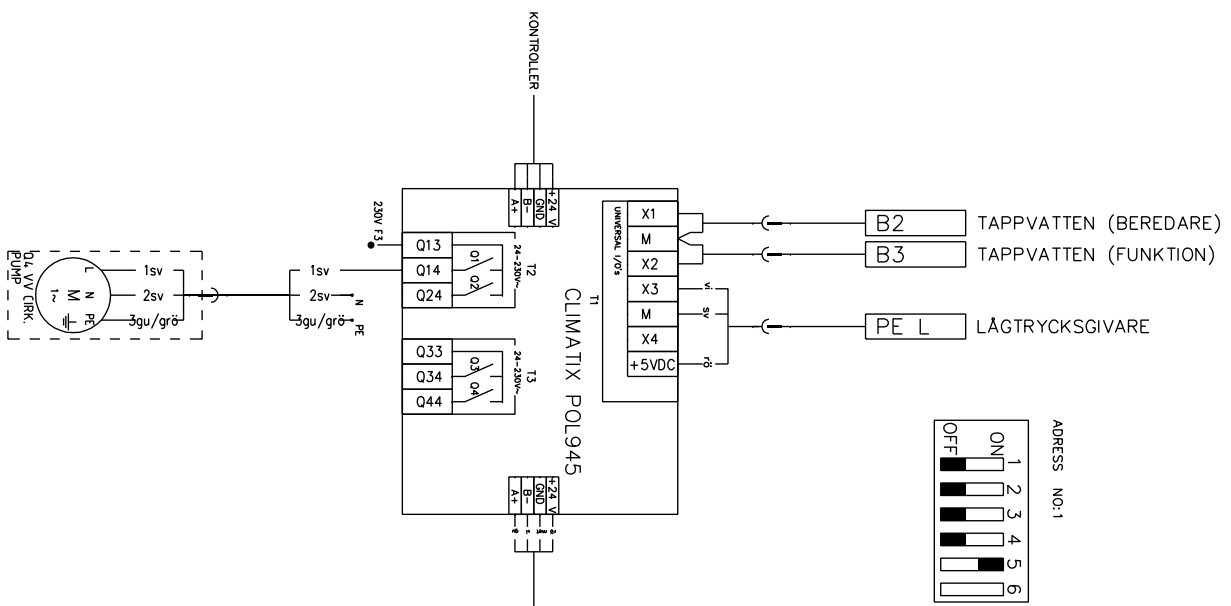 KONTROLLER
A+
B-
GND
+24 V
230V F3
Q13
Q14
Q24
Q1
Q2
24-230V~
T2
Q33
Q34
Q44
Q3
Q4
24-230V~
T3
CLIMATIX POL945
T1
UNIVERSAL I/O's
X1
M
X2
X3
M
X4
+5VDC
vi
sv
rö
B2
TAPPVATTEN (BEREDARE)
B3
TAPPVATTEN (FUNKTION)
PE L
LÅGTRYCKSGIVARE
Q4 VV CIRK.
PUMP
L
N
PE
M
1~
1sv
2sv
3gu/grö
1sv
2sv
3gu/grö
N
PE
A+
B-
GND
+24 V
ADRESS NO:1
ON
OFF
1
2
3
4
5
6